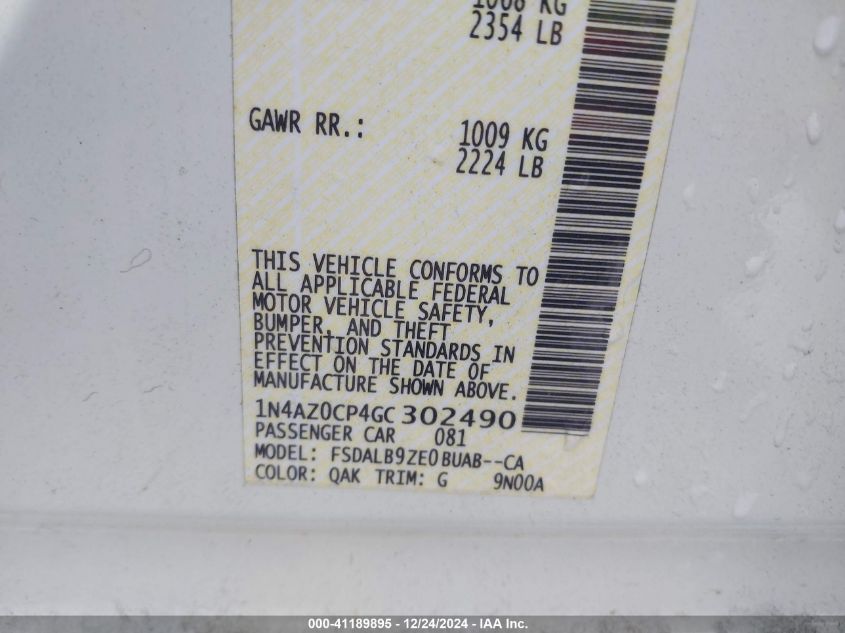 1068 KG
2354 LB
GAWR RR.: 1009 KG
2224 LB
THIS VEHICLE CONFORMS TO
ALL APPLICABLE FEDERAL
MOTOR VEHICLE SAFETY,
BUMPER, AND THEFT
PREVENTION STANDARDS IN
EFFECT ON THE DATE OF
MANUFACTURE SHOWN ABOVE.
1N4AZ0CP4GC302490
PASSENGER CAR 081
MODEL: FSDALB9ZE0BUAB--CA
COLOR: QAK TRIM: G 9N00A
000-41189895 - 12/24/2024 - IAA Inc.